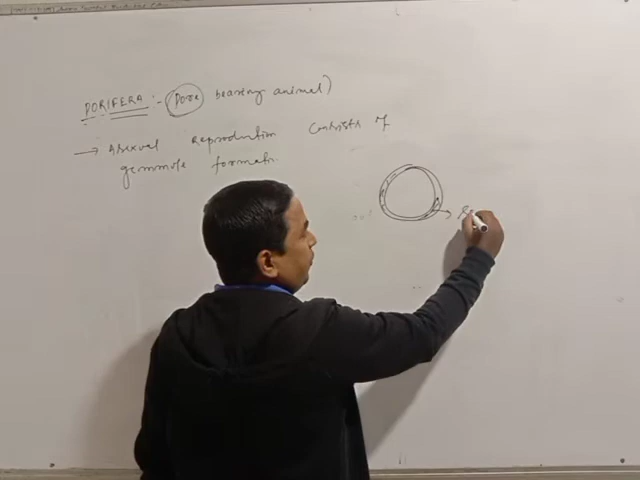 PORIFERA :- (Pore bearing animal)
→ Asexual Reproduction Consists of
gemmule formation